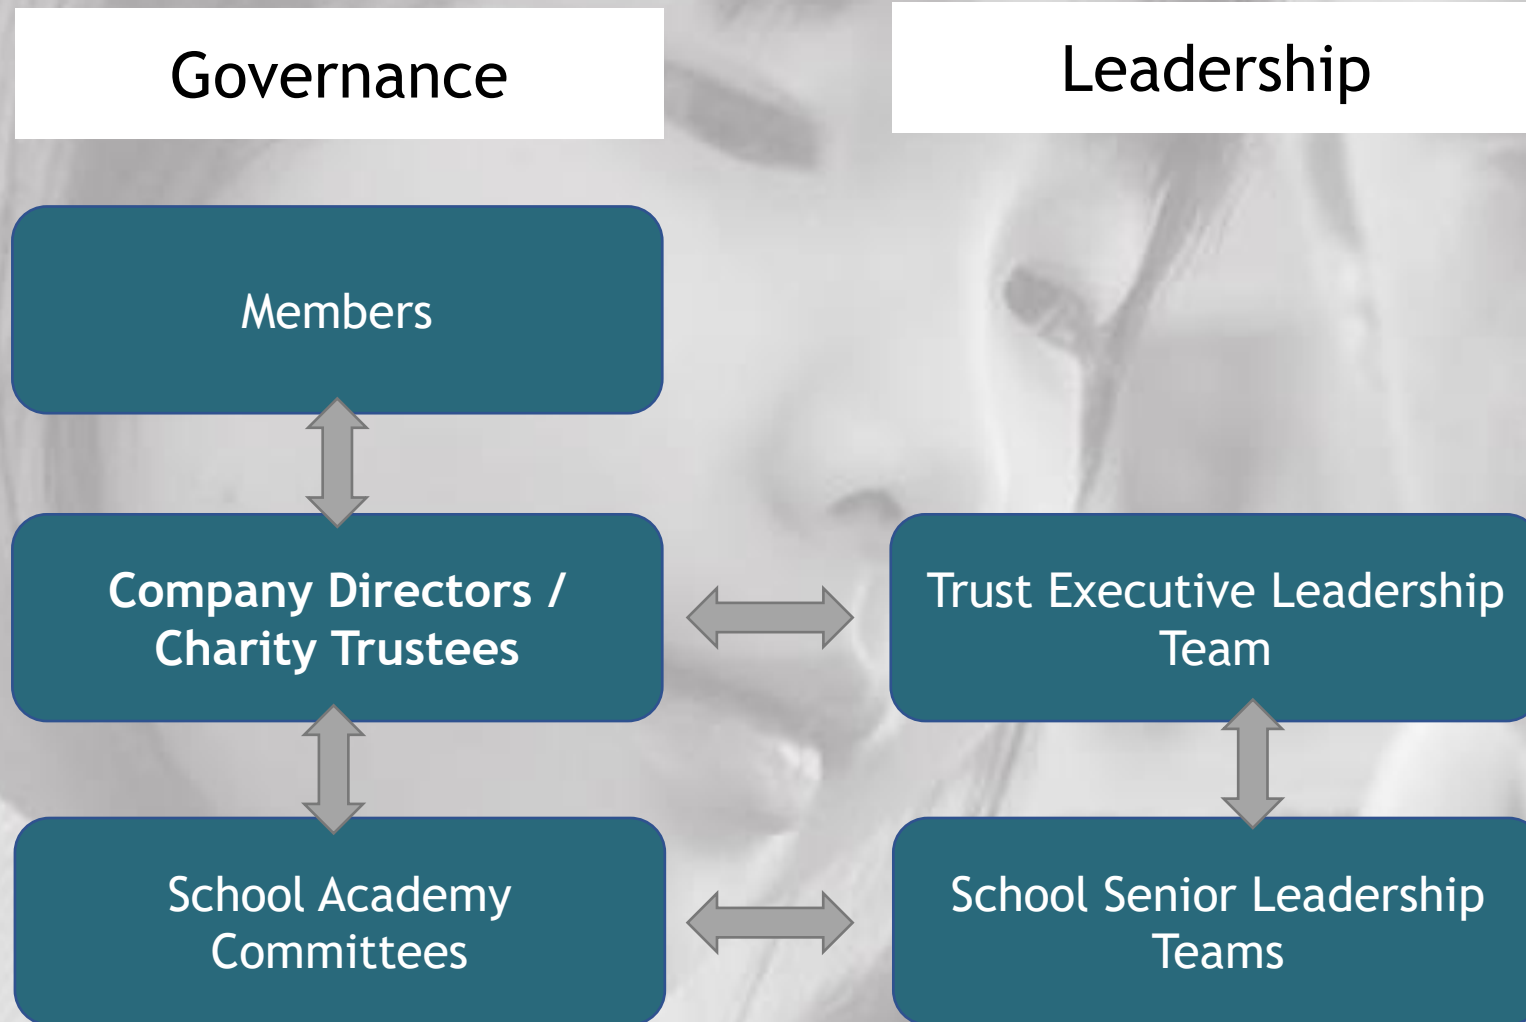 Governance
Leadership
Members
Company Directors /
Charity Trustees
Trust Executive Leadership
Team
School Academy
Committees
School Senior Leadership
Teams